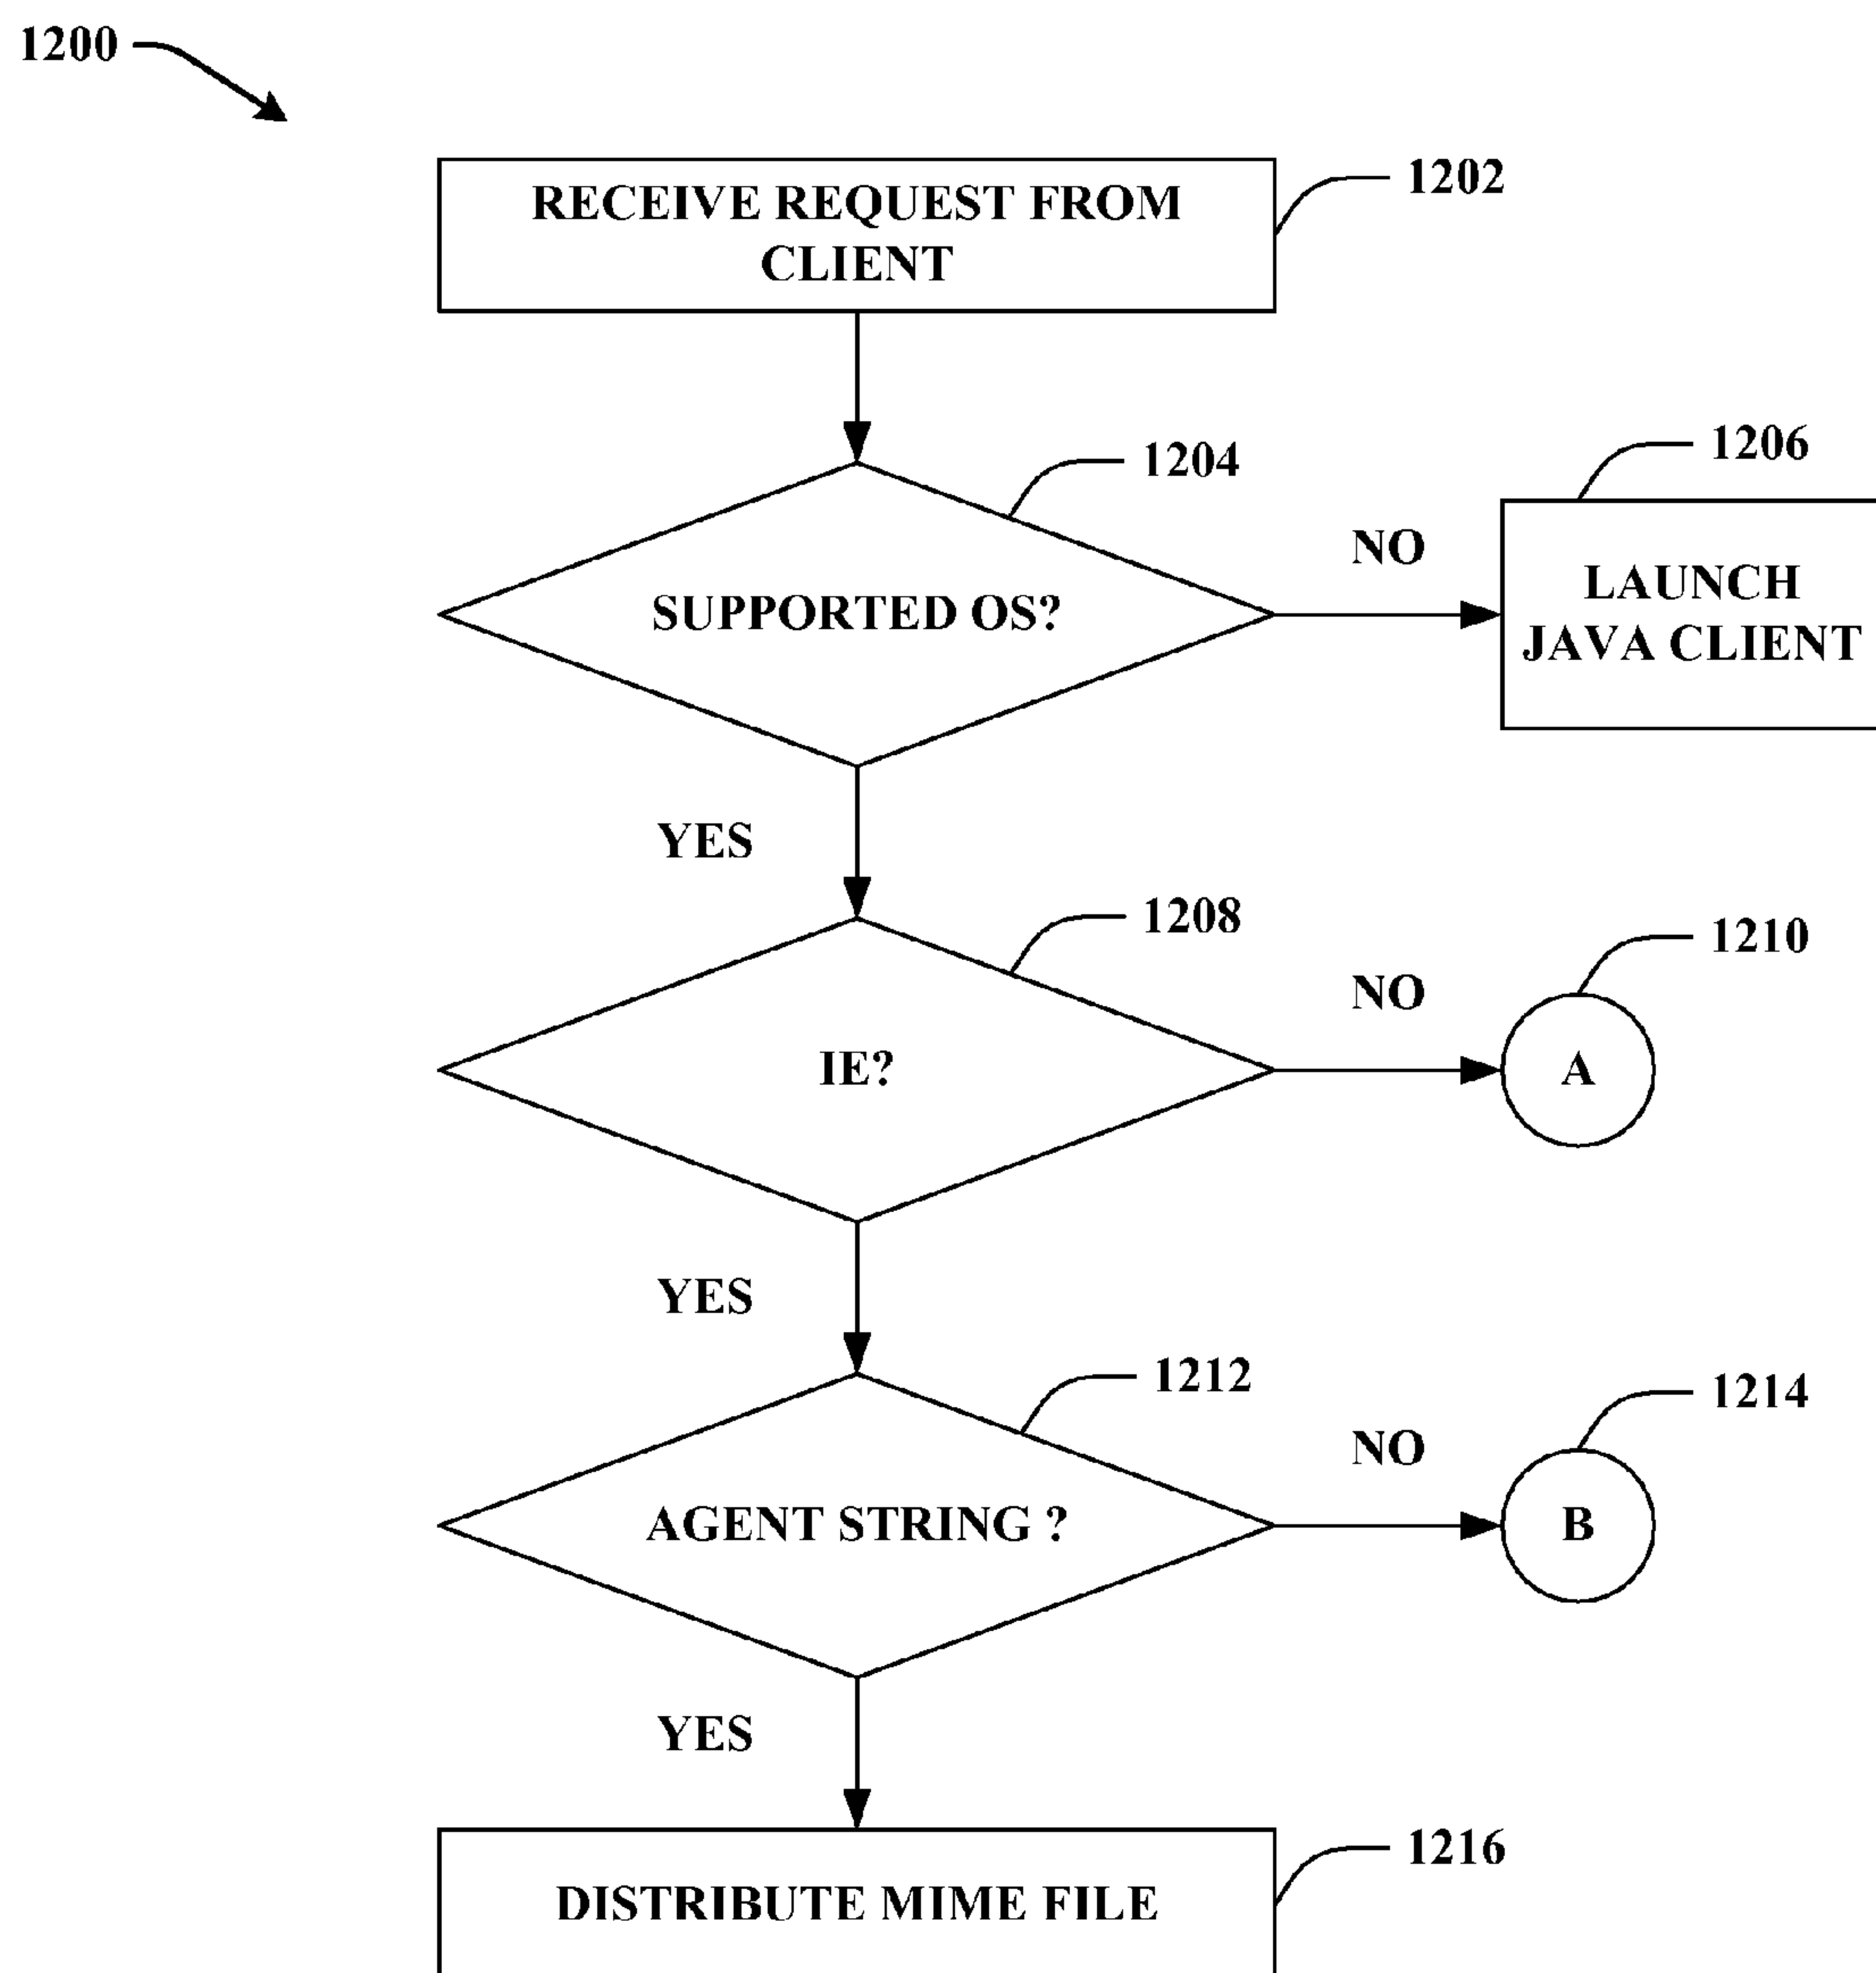 1200
RECEIVE REQUEST FROM
CLIENT
1202
1204
SUPPORTED OS?
NO
1206
LAUNCH
JAVA CLIENT
YES
1208
IE?
NO
1210
A
YES
1212
AGENT STRING ?
NO
1214
B
YES
1216
DISTRIBUTE MIME FILE